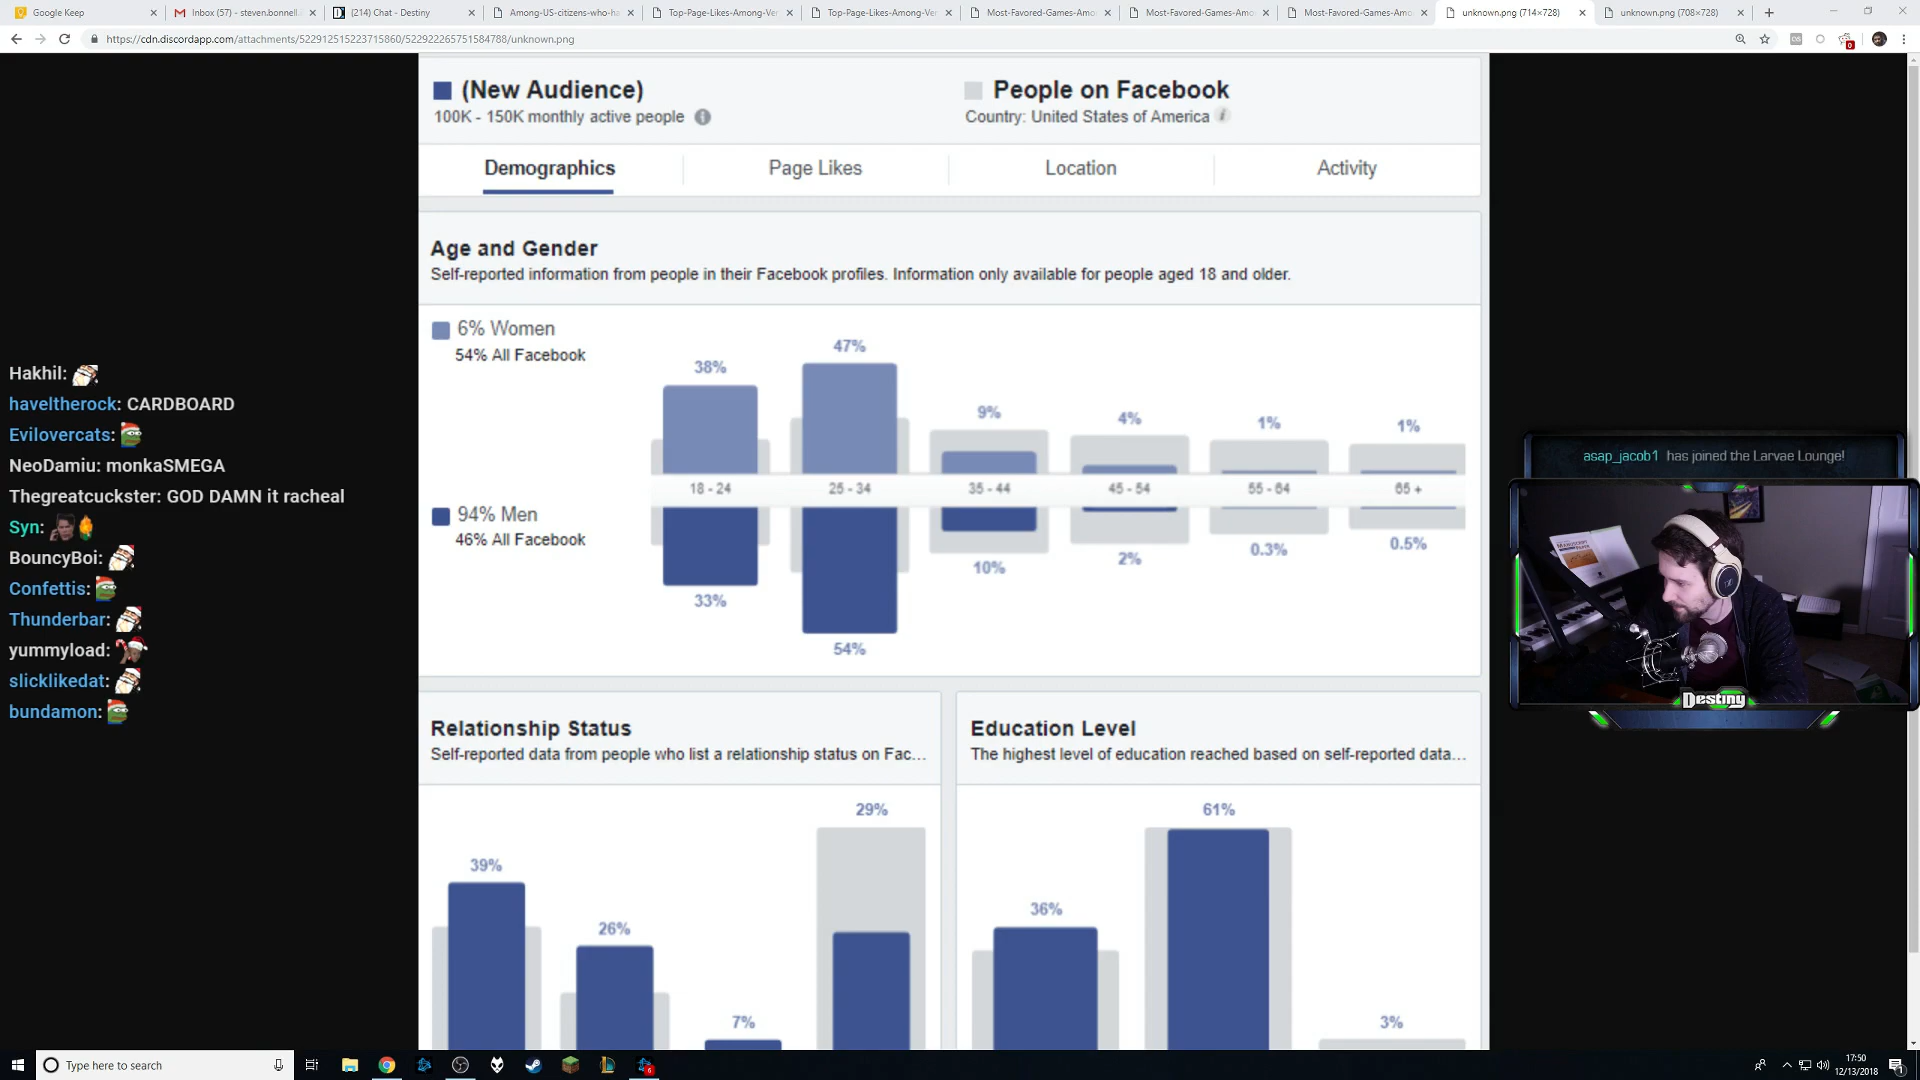 Google Keep
Inbox (57) - steven.bonnell.i
(214) Chat - Destiny
Among-US-citizens-who-ha
Top-Page-Likes-Among-Ver
Top-Page-Likes-Among-Ver
Most-Favored-Games-Amo
Most-Favored-Games-Amo
Most-Favored-Games-Amo
unknown.png (714×728)
unknown.png (708×728)
https://cdn.discordapp.com/attachments/522912515223715860/522922265751584788/unknown.png
(New Audience)
100K - 150K monthly active people
People on Facebook
Country: United States of America
Demographics
Page Likes
Location
Activity
Age and Gender
Self-reported information from people in their Facebook profiles. Information only available for people aged 18 and older.
6% Women
54% All Facebook
38%
47%
9%
4%
1%
1%
18 - 24
25 - 34
35 - 44
45 - 54
55 - 64
65 +
94% Men
46% All Facebook
33%
54%
10%
2%
0.3%
0.5%
Relationship Status
Self-reported data from people who list a relationship status on Fac...
39%
26%
7%
29%
Education Level
The highest level of education reached based on self-reported data...
36%
61%
3%
Hakhil:
haveltherock: CARDBOARD
Evilovercats:
NeoDamiu: monkaSMEGA
Thegreatcuckster: GOD DAMN it racheal
Syn:
BouncyBoi:
Confettis:
Thunderbar:
yummyload:
slicklikedat:
bundamon:
asap_jacob1 has joined the Larvae Lounge!
Destiny
Type here to search
17:50
12/13/2018